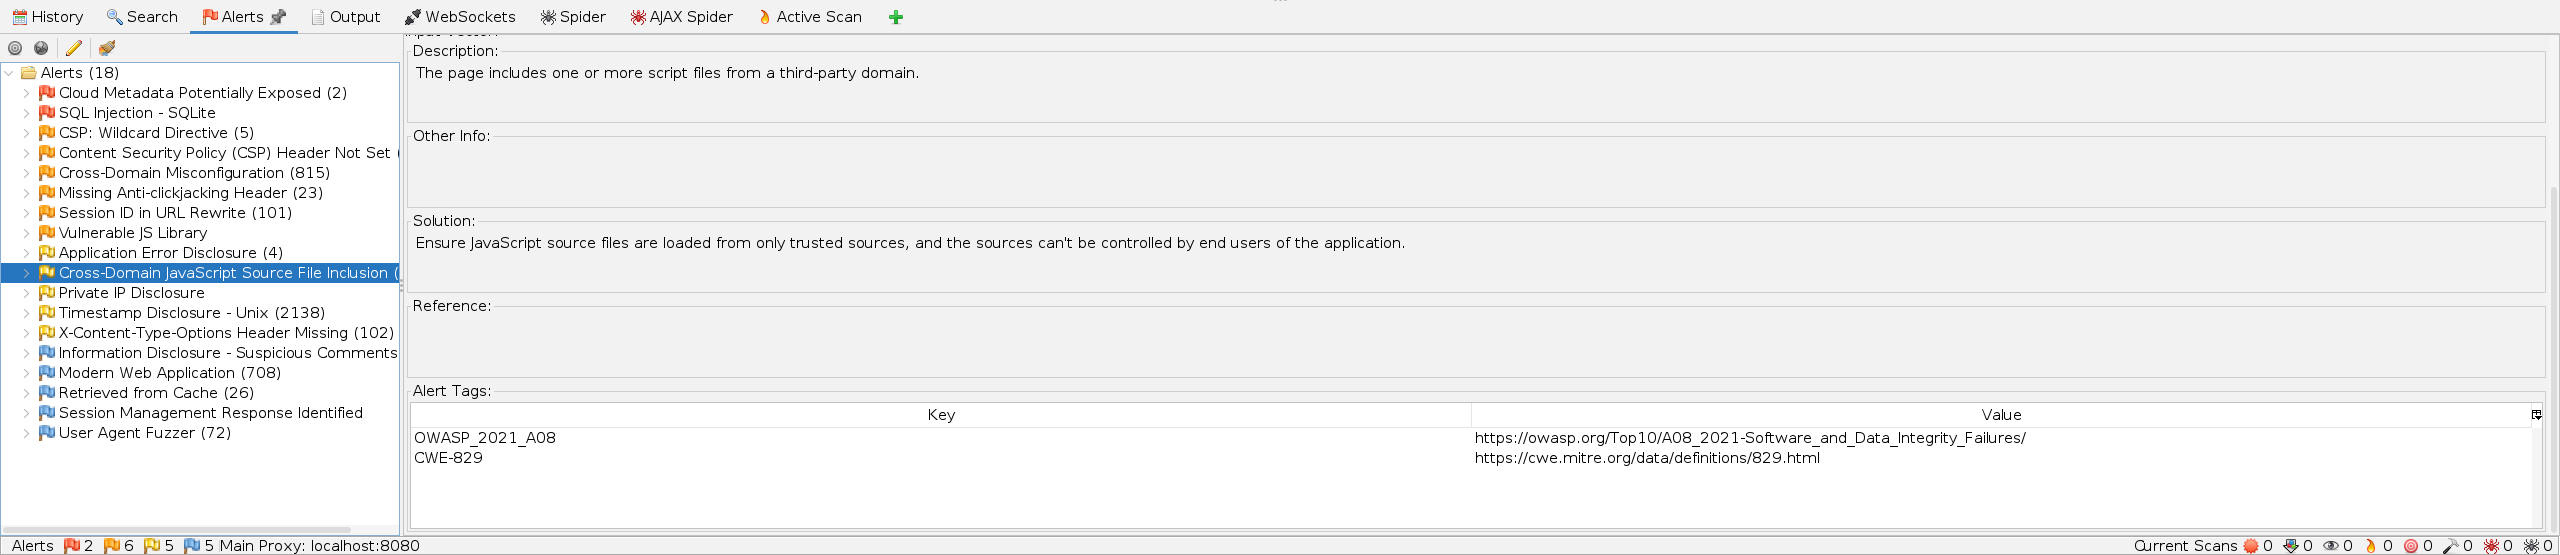 History Search Alerts Output WebSockets Spider AJAX Spider Active Scan
Alerts (18)
Cloud Metadata Potentially Exposed (2)
SQL Injection - SQLite
CSP: Wildcard Directive (5)
Content Security Policy (CSP) Header Not Set (
Cross-Domain Misconfiguration (815)
Missing Anti-clickjacking Header (23)
Session ID in URL Rewrite (101)
Vulnerable JS Library
Application Error Disclosure (4)
Cross-Domain JavaScript Source File Inclusion (
Private IP Disclosure
Timestamp Disclosure - Unix (2138)
X-Content-Type-Options Header Missing (102)
Information Disclosure - Suspicious Comments
Modern Web Application (708)
Retrieved from Cache (26)
Session Management Response Identified
User Agent Fuzzer (72)
Description:
The page includes one or more script files from a third-party domain.
Other Info:
Solution:
Ensure JavaScript source files are loaded from only trusted sources, and the sources can't be controlled by end users of the application.
Reference:
Alert Tags:
Key Value
OWASP_2021_A08 https://owasp.org/Top10/A08_2021-Software_and_Data_Integrity_Failures/
CWE-829 https://cwe.mitre.org/data/definitions/829.html
Alerts 2 6 5 5 Main Proxy: localhost:8080 Current Scans 0 0 0 0 0 0 0 0